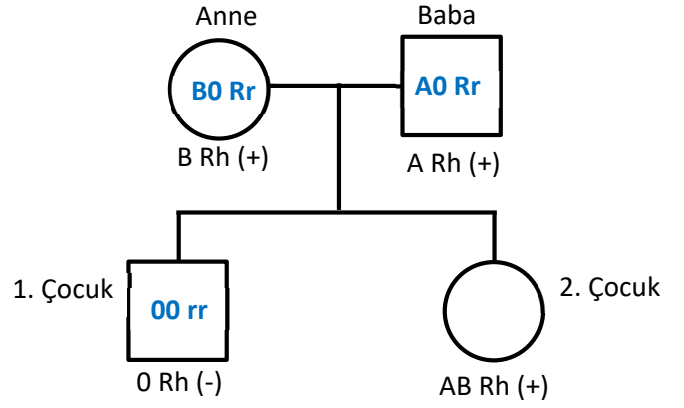 Anne
Baba
B0 Rr
A0 Rr
B Rh (+)
A Rh (+)
1. Çocuk
00 rr
2. Çocuk
0 Rh (-)
AB Rh (+)